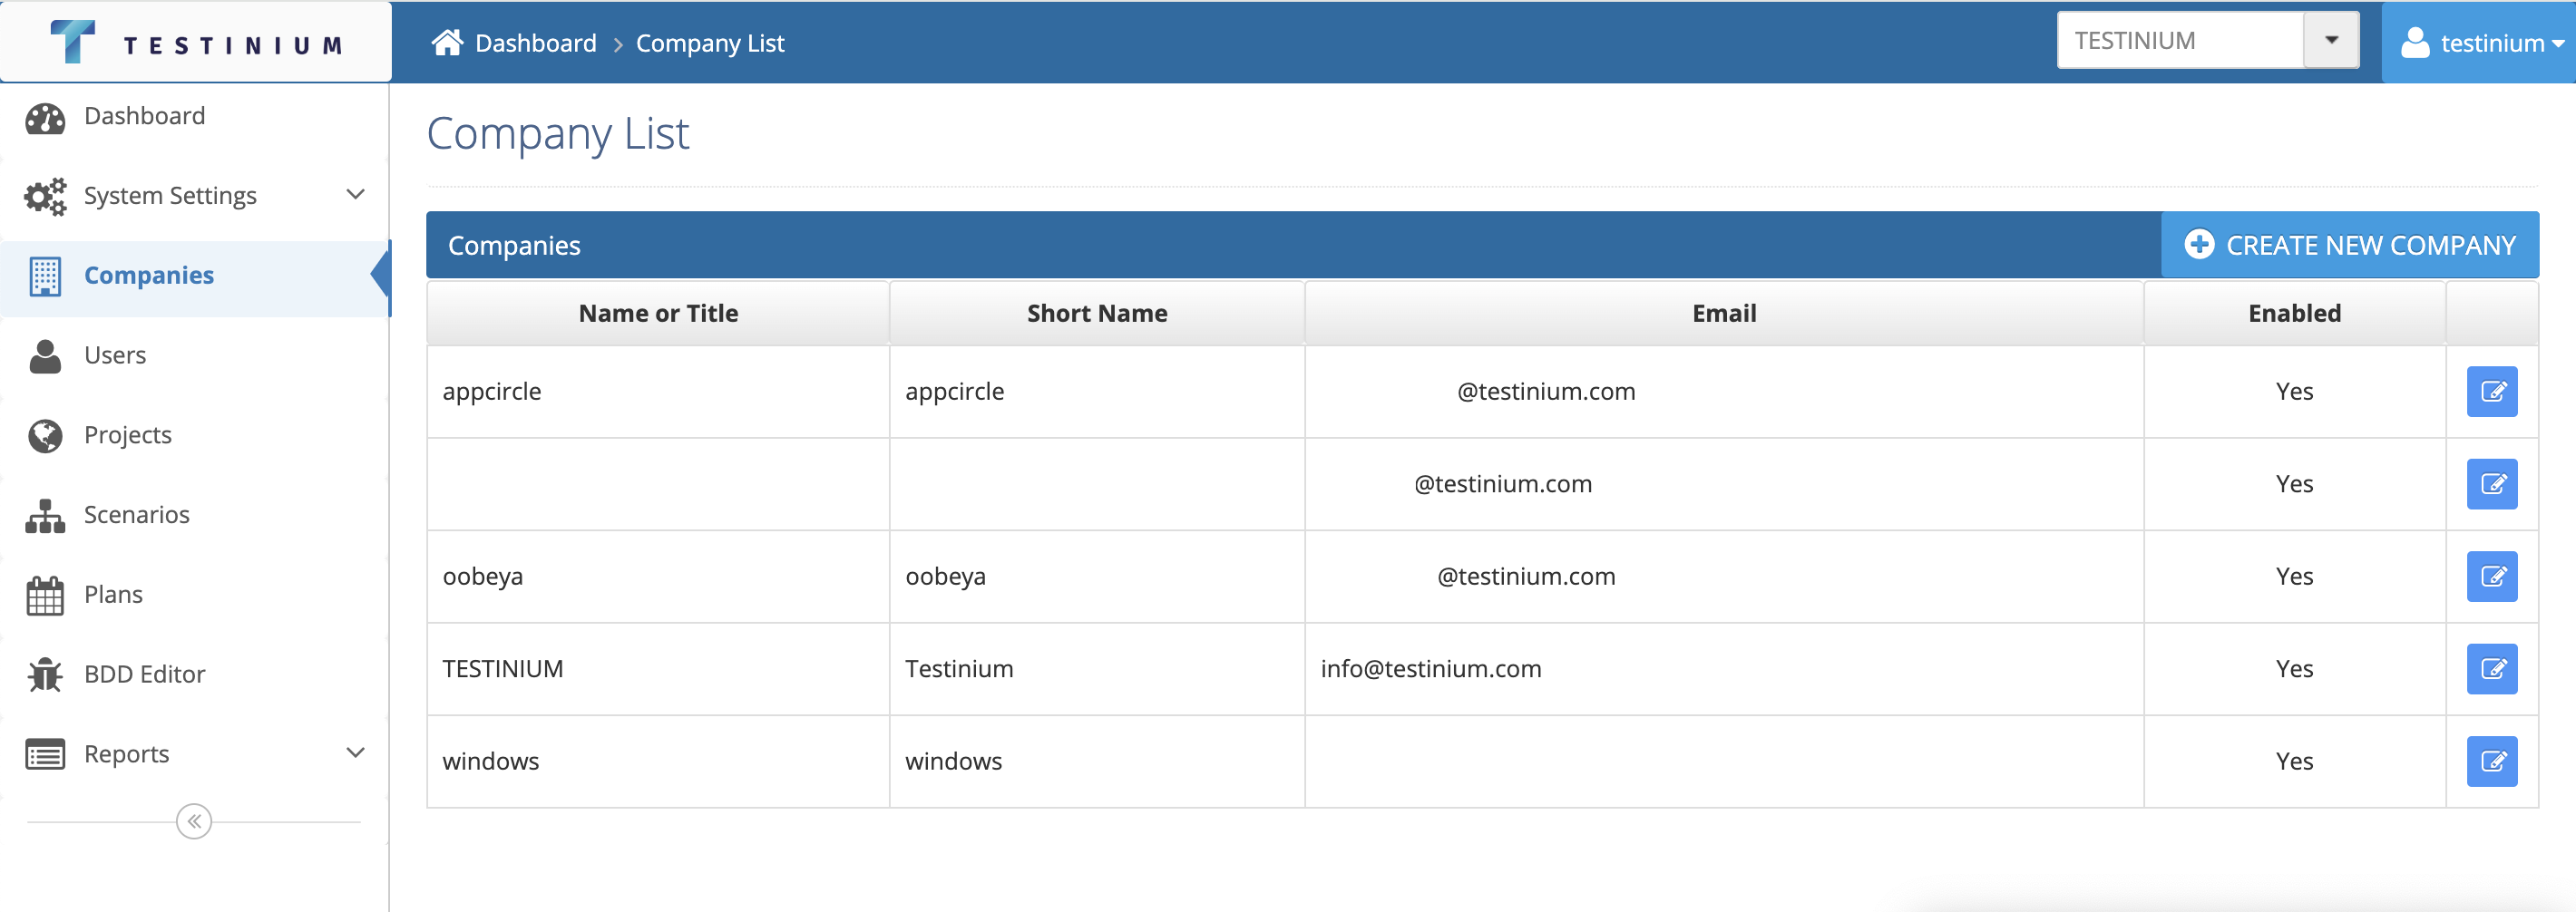 TESTINIUM
Dashboard > Company List
TESTINIUM
testinium
Dashboard
System Settings
Companies
Users
Projects
Scenarios
Plans
BDD Editor
Reports
Company List
Companies
CREATE NEW COMPANY
Name or Title Short Name Email Enabled
appcircle appcircle @testinium.com Yes
@testinium.com Yes
oobeya oobeya @testinium.com Yes
TESTINIUM Testinium info@testinium.com Yes
windows windows Yes